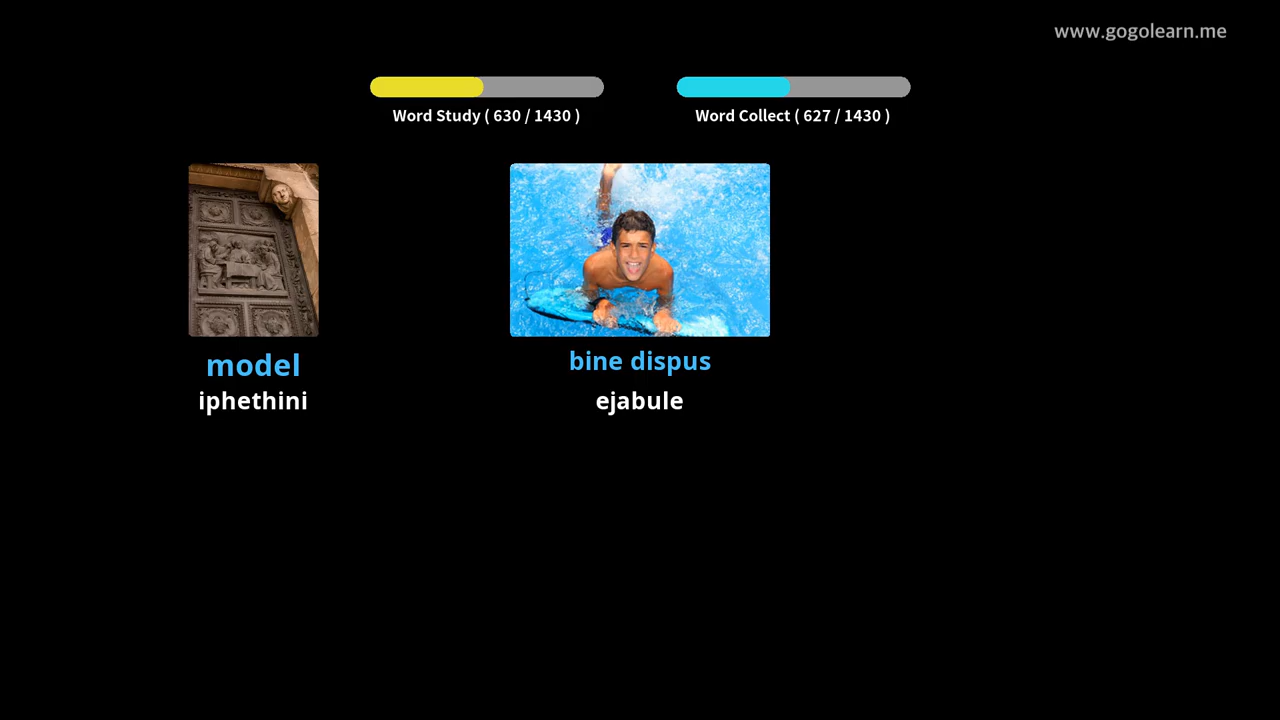 www.gogolearn.me
Word Study ( 630 / 1430 )
Word Collect ( 627 / 1430 )
model
iphethini
bine dispus
ejabule